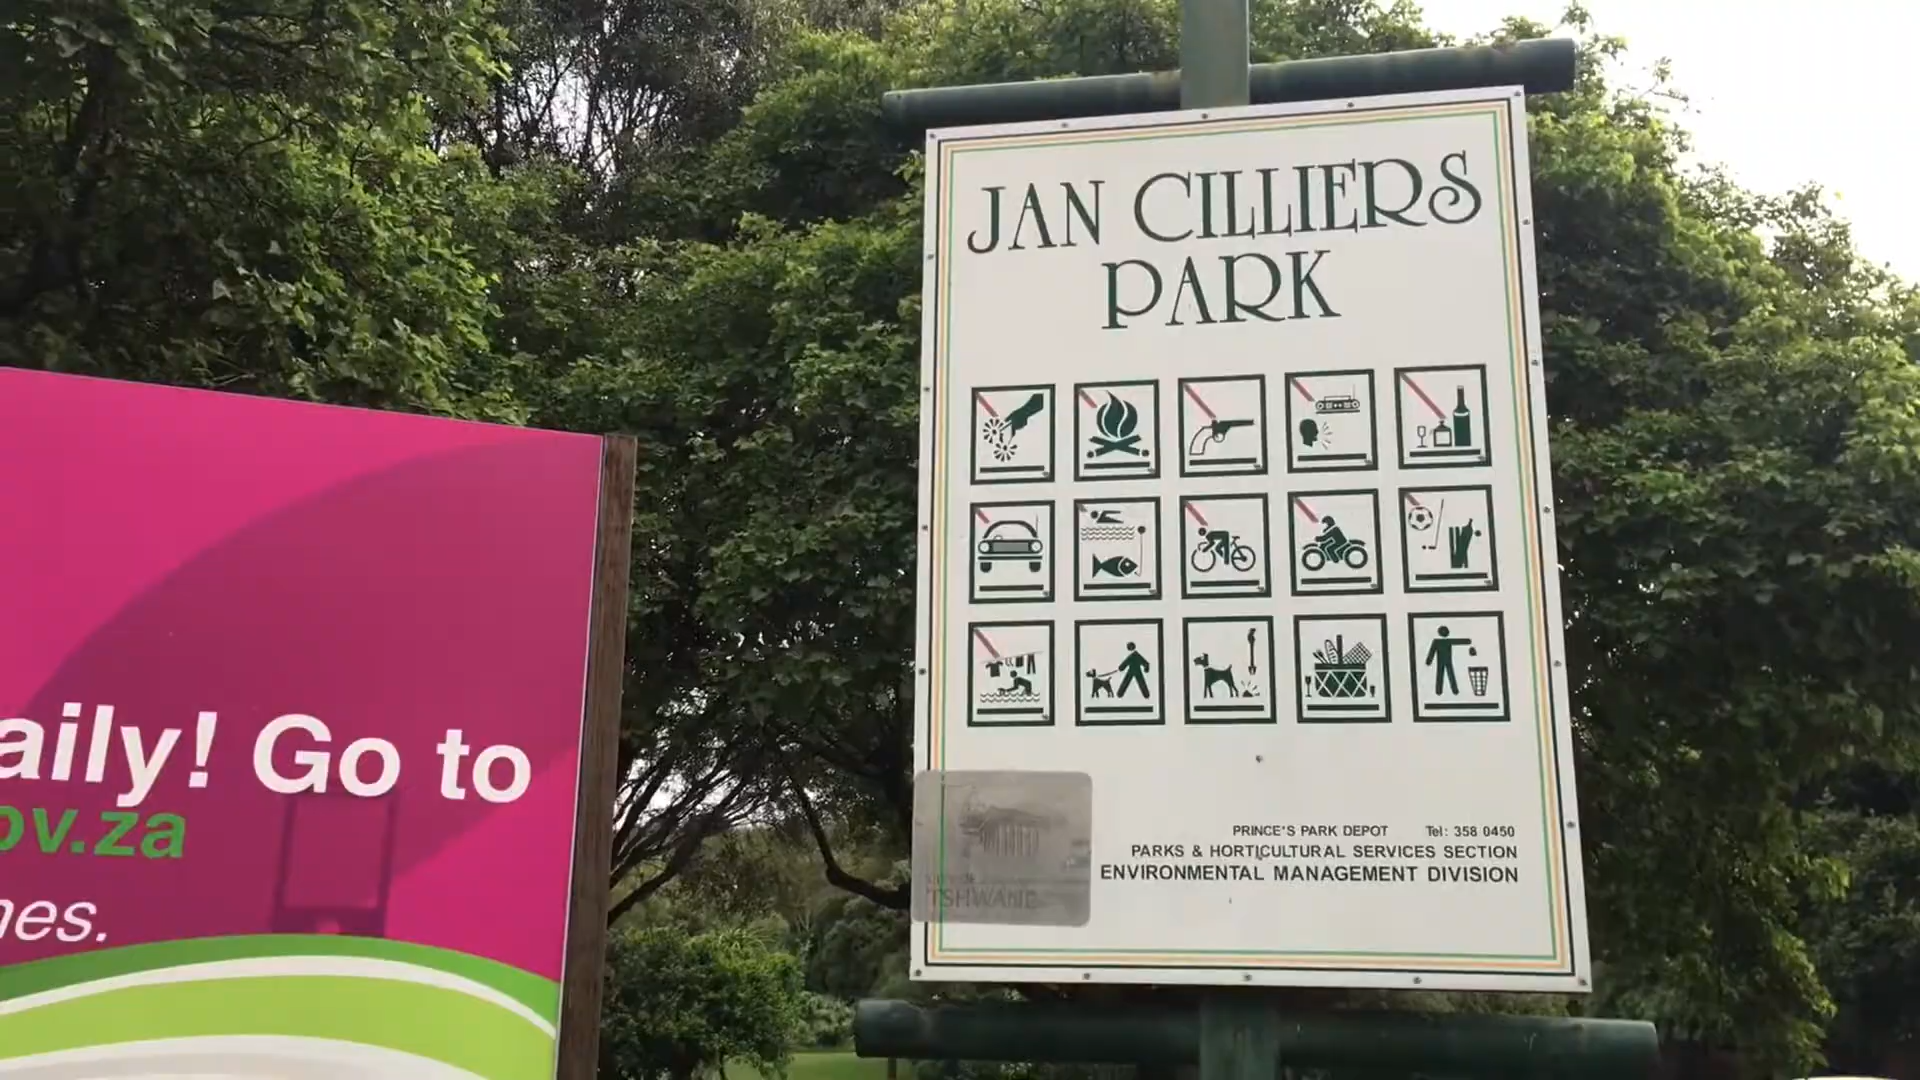 JAN CILLIERS
PARK
PRINCE'S PARK DEPOT Tel: 358 0450
PARKS & HORTICULTURAL SERVICES SECTION
ENVIRONMENTAL MANAGEMENT DIVISION
TSHWANE
aily! Go to
ov.za
nes.